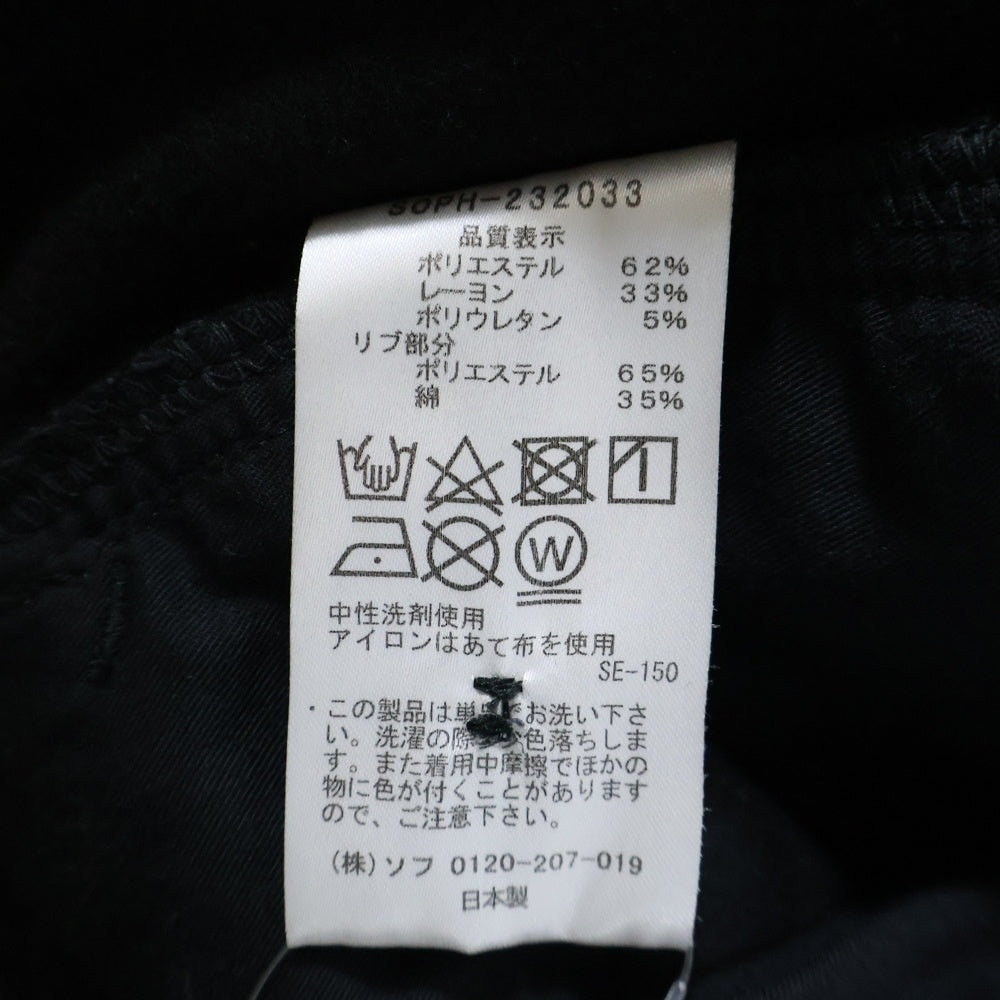 SOPH-232033
品質表示
ポリエステル 62%
レーヨン 33%
ポリウレタン 5%
リブ部分
ポリエステル 65%
綿 35%
W
中性洗剤使用
アイロンはあて布を使用
SE-150
・この製品は単 でお洗い下さ
い。洗濯の際 色落ちしま
す。また着用中摩擦でほかの
物に色が付くことがあります
ので、ご注意下さい。
(株)ソフ 0120-207-019
日本製